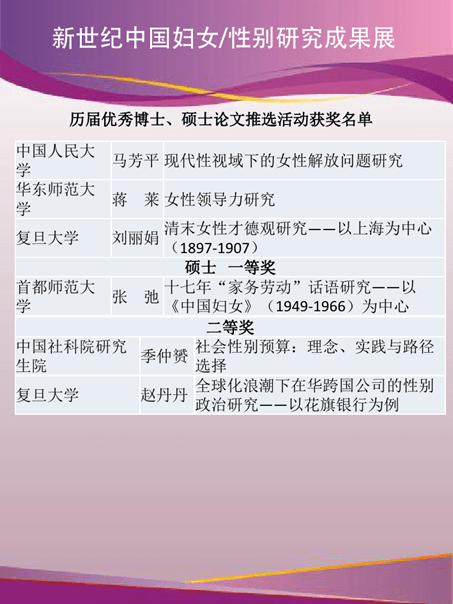 新世纪中国妇女/性别研究成果展
历届优秀博士、硕士论文推选活动获奖名单
中国人民大
学
马芳平
现代性视域下的女性解放问题研究
华东师范大
学
蒋 莱
女性领导力研究
复旦大学
刘丽娟
清末女性才德观研究——以上海为中心
（1897-1907）
硕士 一等奖
首都师范大
学
张 弛
十七年“家务劳动”话语研究——以
《中国妇女》（1949-1966）为中心
二等奖
中国社科院研究
生院
季仲赟
社会性别预算：理念、实践与路径
选择
复旦大学
赵丹丹
全球化浪潮下在华跨国公司的性别
政治研究——以花旗银行为例